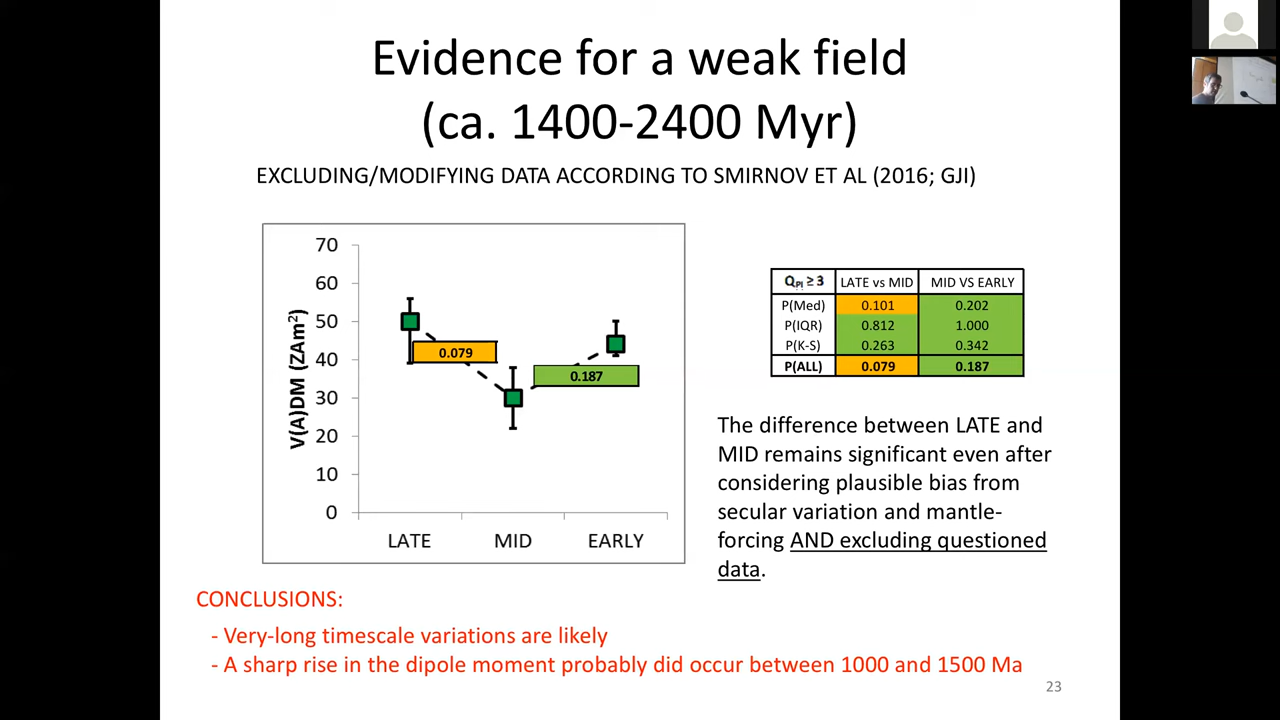 Evidence for a weak field
(ca. 1400-2400 Myr)
EXCLUDING/MODIFYING DATA ACCORDING TO SMIRNOV ET AL (2016; GJI)
V(A)DM (ZAm²)
70
60
50
40
30
20
10
0
0.079
0.187
LATE MID EARLY
QPI ≥ 3 LATE vs MID MID VS EARLY
P(Med) 0.101 0.202
P(IQR) 0.812 1.000
P(K-S) 0.263 0.342
P(ALL) 0.079 0.187
The difference between LATE and
MID remains significant even after
considering plausible bias from
secular variation and mantle-
forcing AND excluding questioned
data.
CONCLUSIONS:
- Very-long timescale variations are likely
- A sharp rise in the dipole moment probably did occur between 1000 and 1500 Ma
23